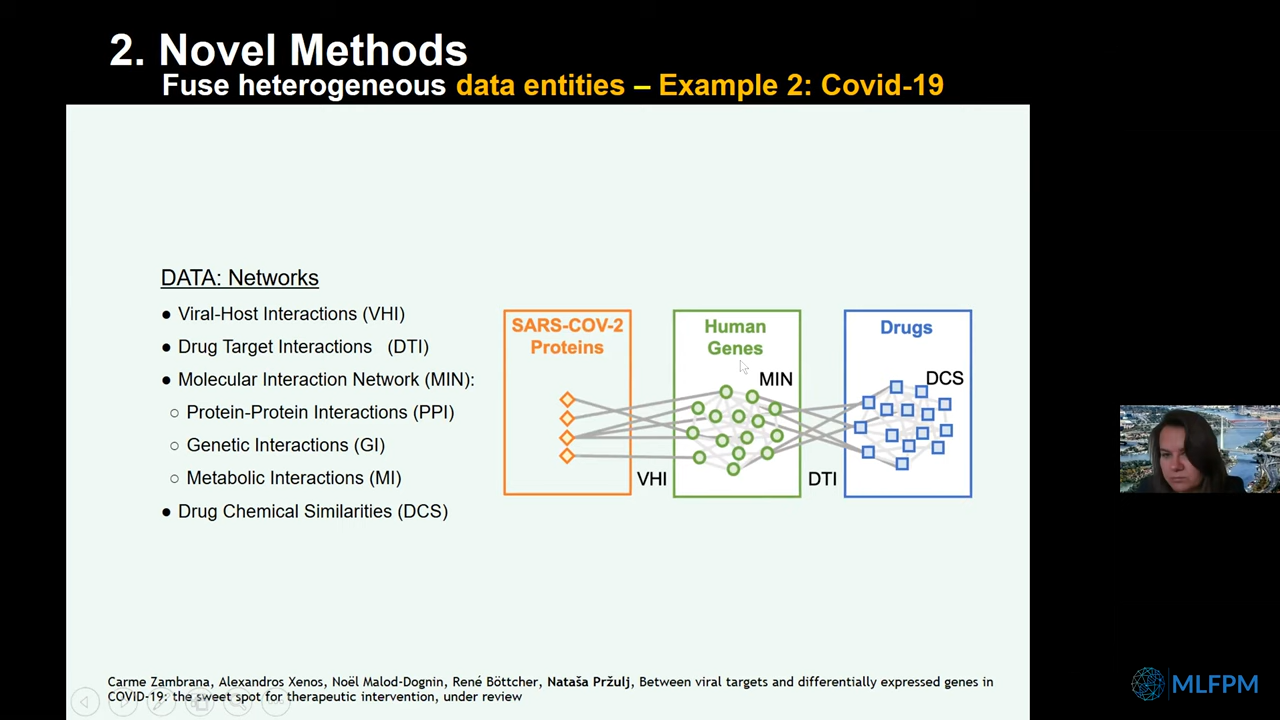 2. Novel Methods
Fuse heterogeneous data entities – Example 2: Covid-19
DATA: Networks
● Viral-Host Interactions (VHI)
● Drug Target Interactions (DTI)
● Molecular Interaction Network (MIN):
○ Protein-Protein Interactions (PPI)
○ Genetic Interactions (GI)
○ Metabolic Interactions (MI)
● Drug Chemical Similarities (DCS)
SARS-COV-2
Proteins
VHI
Human
Genes
MIN
DTI
Drugs
DCS
Carme Zambrana, Alexandros Xenos, Noël Malod-Dognin, René Böttcher, Nataša Pržulj, Between viral targets and differentially expressed genes in
COVID-19: the sweet spot for therapeutic intervention, under review
MLFPM